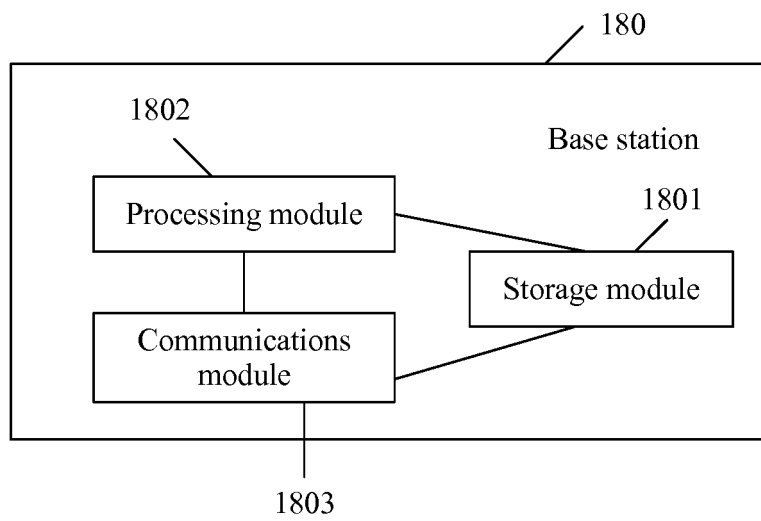 180
1802
Base station
Processing module
1801
Storage module
Communications
module
1803